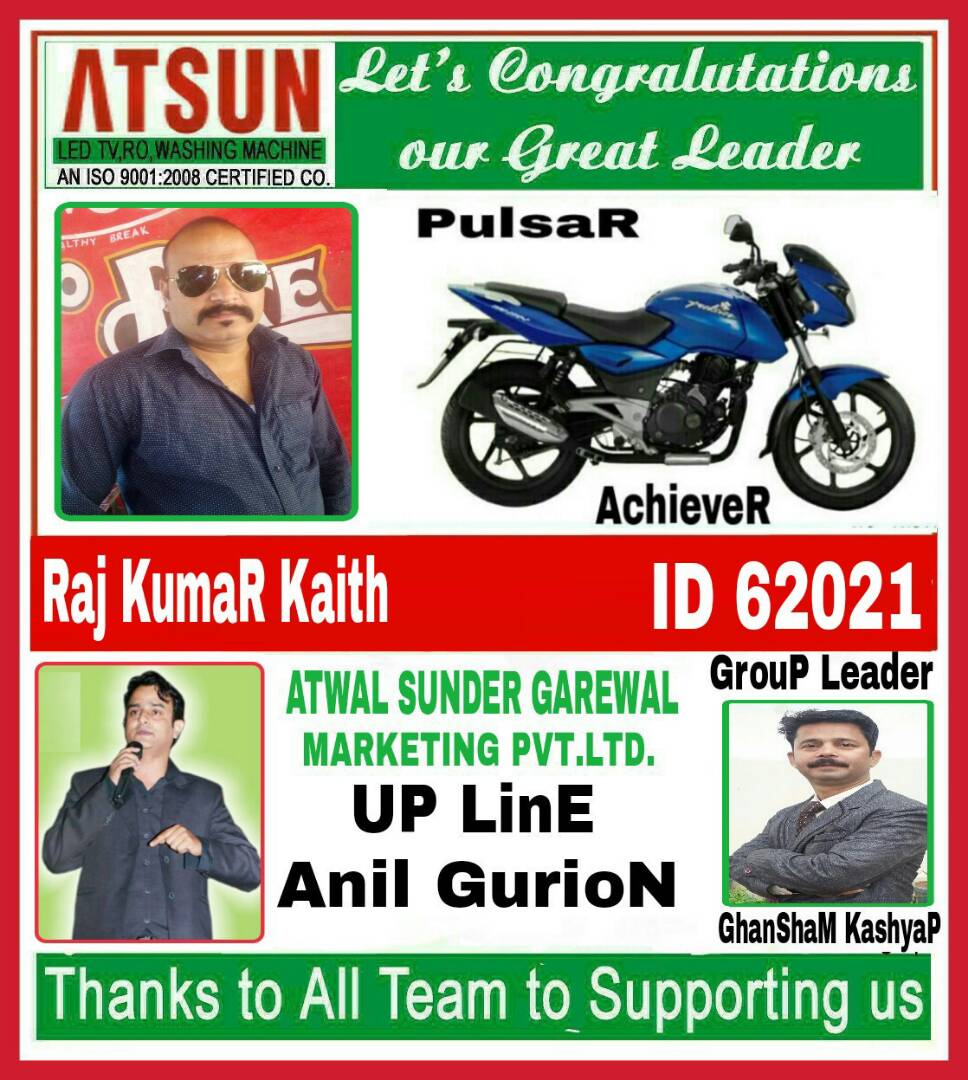 ATSUN
LED TV,RO,WASHING MACHINE
AN ISO 9001:2008 CERTIFIED CO.
Let's Congralutations
our Great Leader
ALTHY BREAK
PulsaR
AchieveR
Raj KumaR Kaith
ID 62021
ATWAL SUNDER GAREWAL
MARKETING PVT.LTD.
UP LinE
Anil GurioN
GrouP Leader
GhanShaM KashyaP
Thanks to All Team to Supporting us